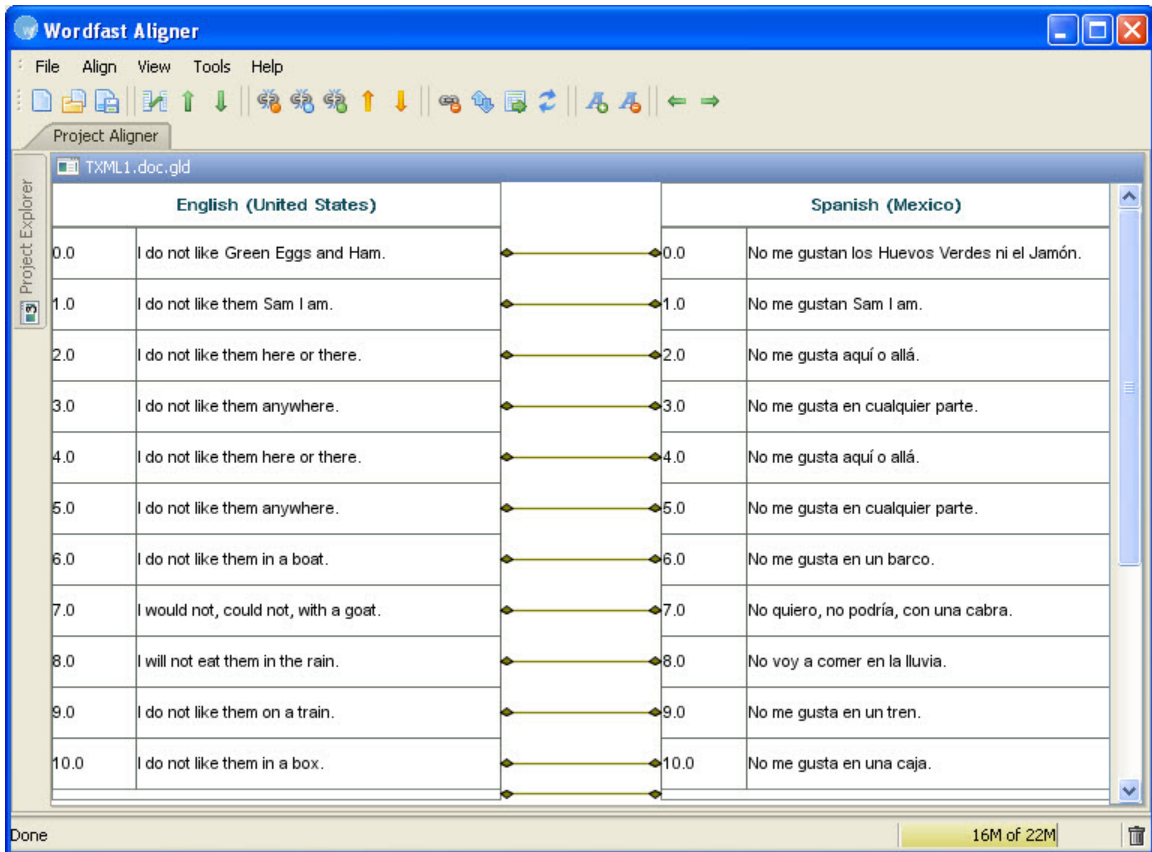 Wordfast Aligner
File Align View Tools Help
Project Aligner
Project Explorer
TXML1.doc.gld
English (United States) Spanish (Mexico)
0.0 I do not like Green Eggs and Ham. 0.0 No me gustan los Huevos Verdes ni el Jamón.
1.0 I do not like them Sam I am. 1.0 No me gustan Sam I am.
2.0 I do not like them here or there. 2.0 No me gusta aquí o allá.
3.0 I do not like them anywhere. 3.0 No me gusta en cualquier parte.
4.0 I do not like them here or there. 4.0 No me gusta aquí o allá.
5.0 I do not like them anywhere. 5.0 No me gusta en cualquier parte.
6.0 I do not like them in a boat. 6.0 No me gusta en un barco.
7.0 I would not, could not, with a goat. 7.0 No quiero, no podría, con una cabra.
8.0 I will not eat them in the rain. 8.0 No voy a comer en la lluvia.
9.0 I do not like them on a train. 9.0 No me gusta en un tren.
10.0 I do not like them in a box. 10.0 No me gusta en una caja.
Done 16M of 22M